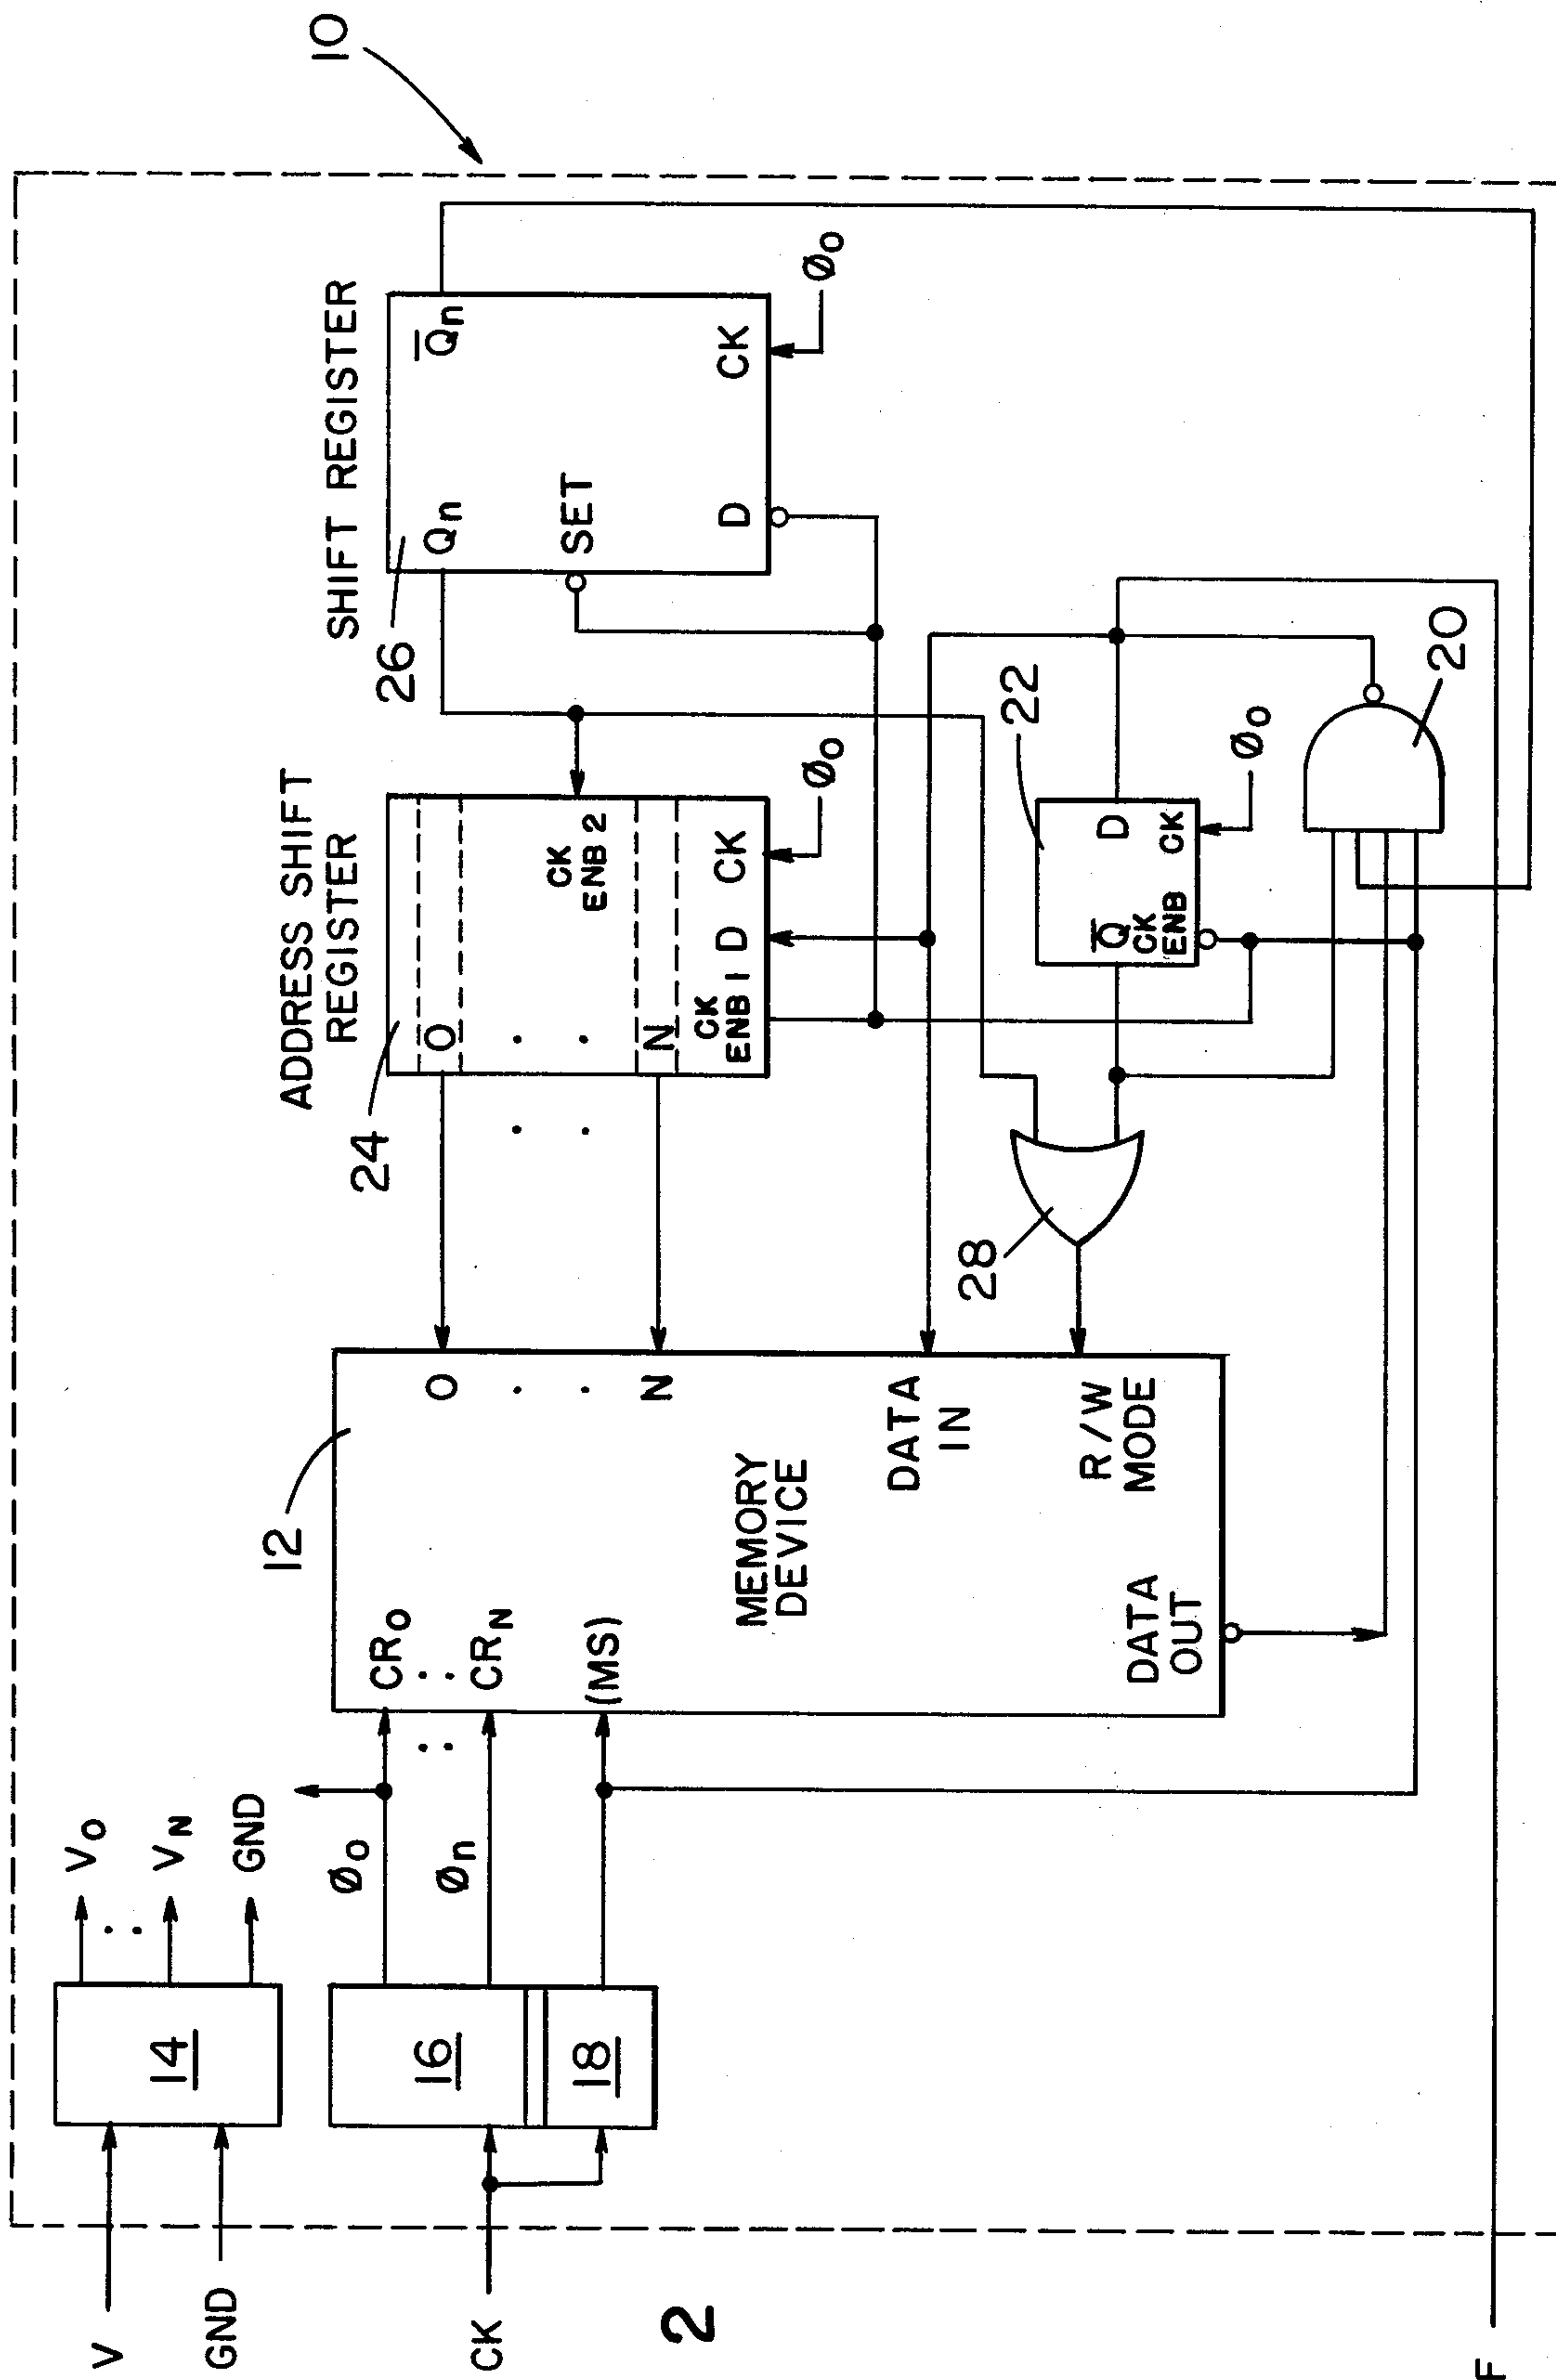 10
SHIFT REGISTER
26
Qn
Q̅n
SET
D
CK
Ø0
ADDRESS SHIFT
REGISTER
24
0
N
CK
ENB 2
CK
ENB 1
D
CK
Ø0
22
D
Q̅
CK
ENB
CK
Ø0
20
28
12
0
N
CR0
CRN
(MS)
MEMORY
DEVICE
DATA
IN
R/W
MODE
DATA
OUT
V0
VN
GND
Ø0
Øn
14
16
18
V
GND
CK
2
F